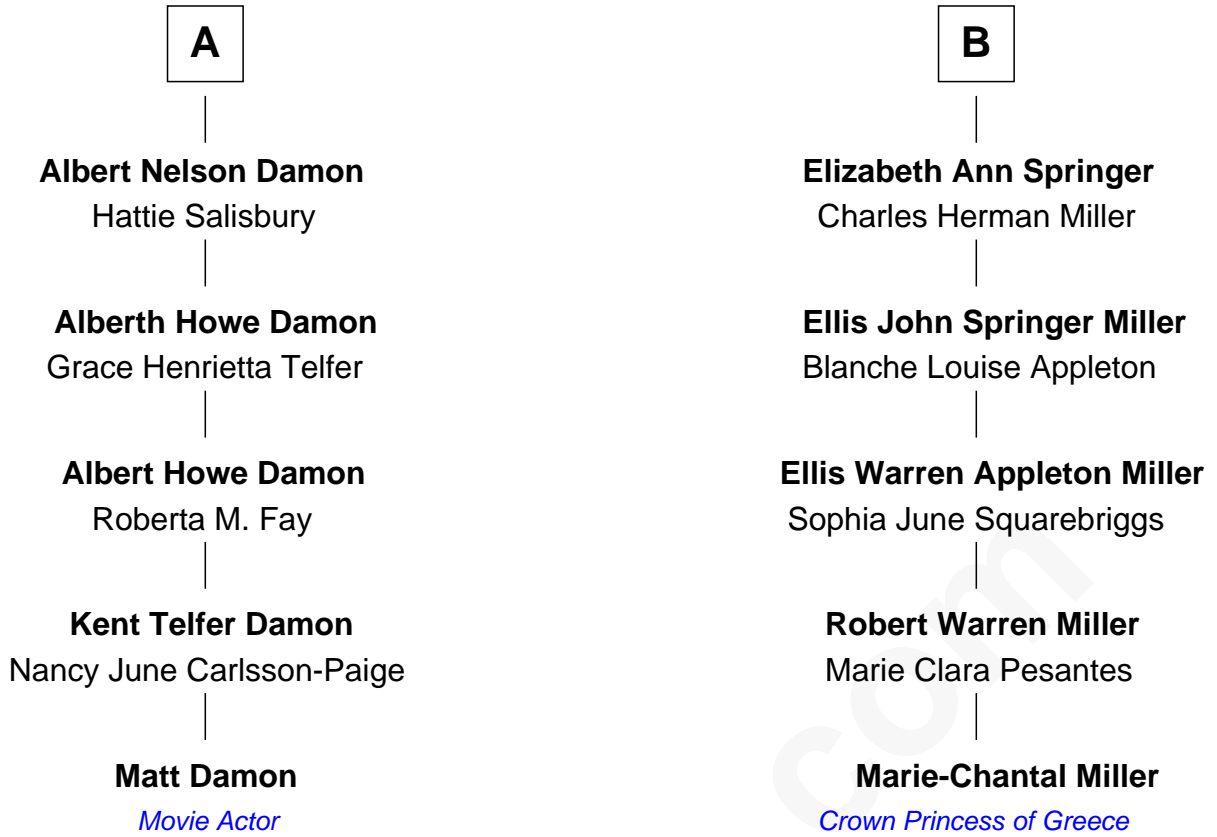 A
Albert Nelson Damon
Hattie Salisbury
Alberth Howe Damon
Grace Henrietta Telfer
Albert Howe Damon
Roberta M. Fay
Kent Telfer Damon
Nancy June Carlsson-Paige
Matt Damon
Movie Actor
B
Elizabeth Ann Springer
Charles Herman Miller
Ellis John Springer Miller
Blanche Louise Appleton
Ellis Warren Appleton Miller
Sophia June Squarebriggs
Robert Warren Miller
Marie Clara Pesantes
Marie-Chantal Miller
Crown Princess of Greece
com